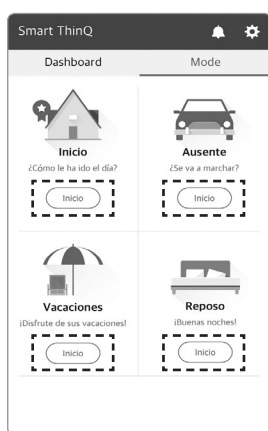 Smart ThinQ
Dashboard Mode
Inicio
¿Cómo le ha ido el día?
Inicio
Ausente
¿Se va a marchar?
Inicio
Vacaciones
¡Disfrute de sus vacaciones!
Inicio
Reposo
¡Buenas noches!
Inicio